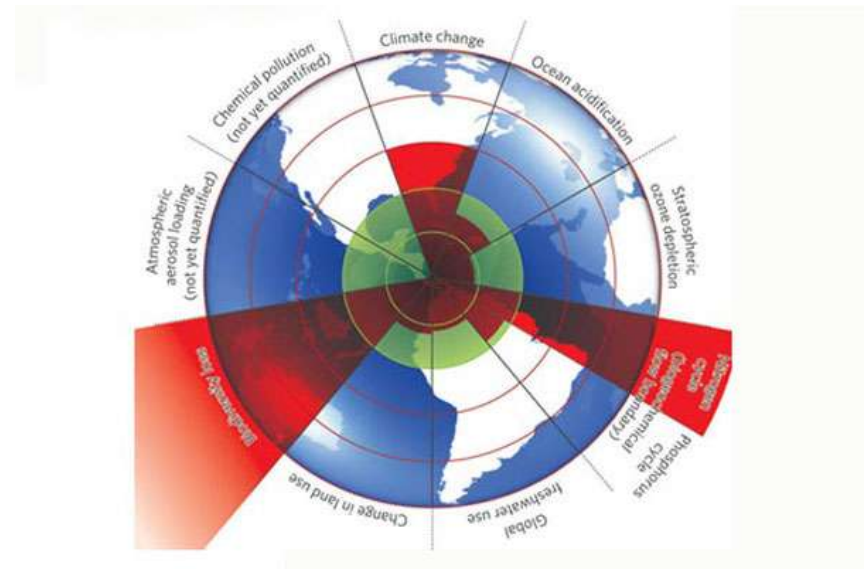 Climate change
Ocean acidification
Stratospheric
ozone depletion
Nitrogen
cycle
(biogeochemical
flow boundary)
Phosphorus
cycle
Global
freshwater use
Change in land use
Biodiversity loss
Atmospheric
aerosol loading
(not yet quantified)
Chemical pollution
(not yet quantified)